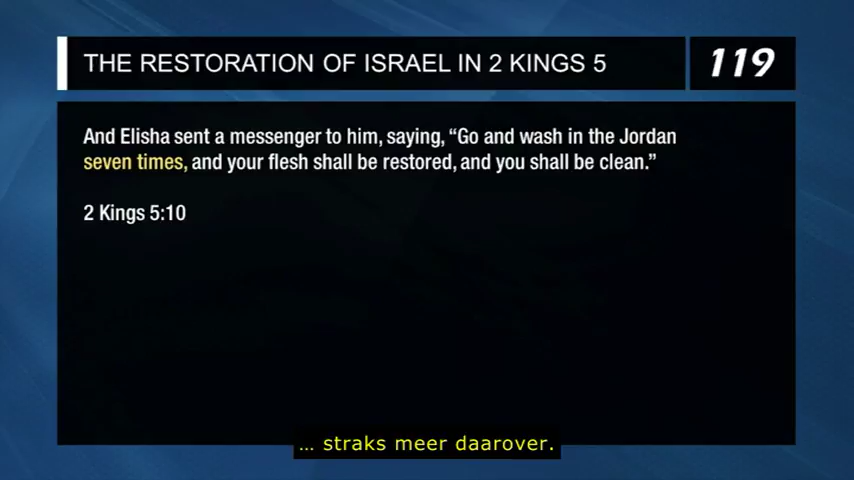 THE RESTORATION OF ISRAEL IN 2 KINGS 5
119
And Elisha sent a messenger to him, saying, “Go and wash in the Jordan
seven times, and your flesh shall be restored, and you shall be clean.”
2 Kings 5:10
... straks meer daarover.